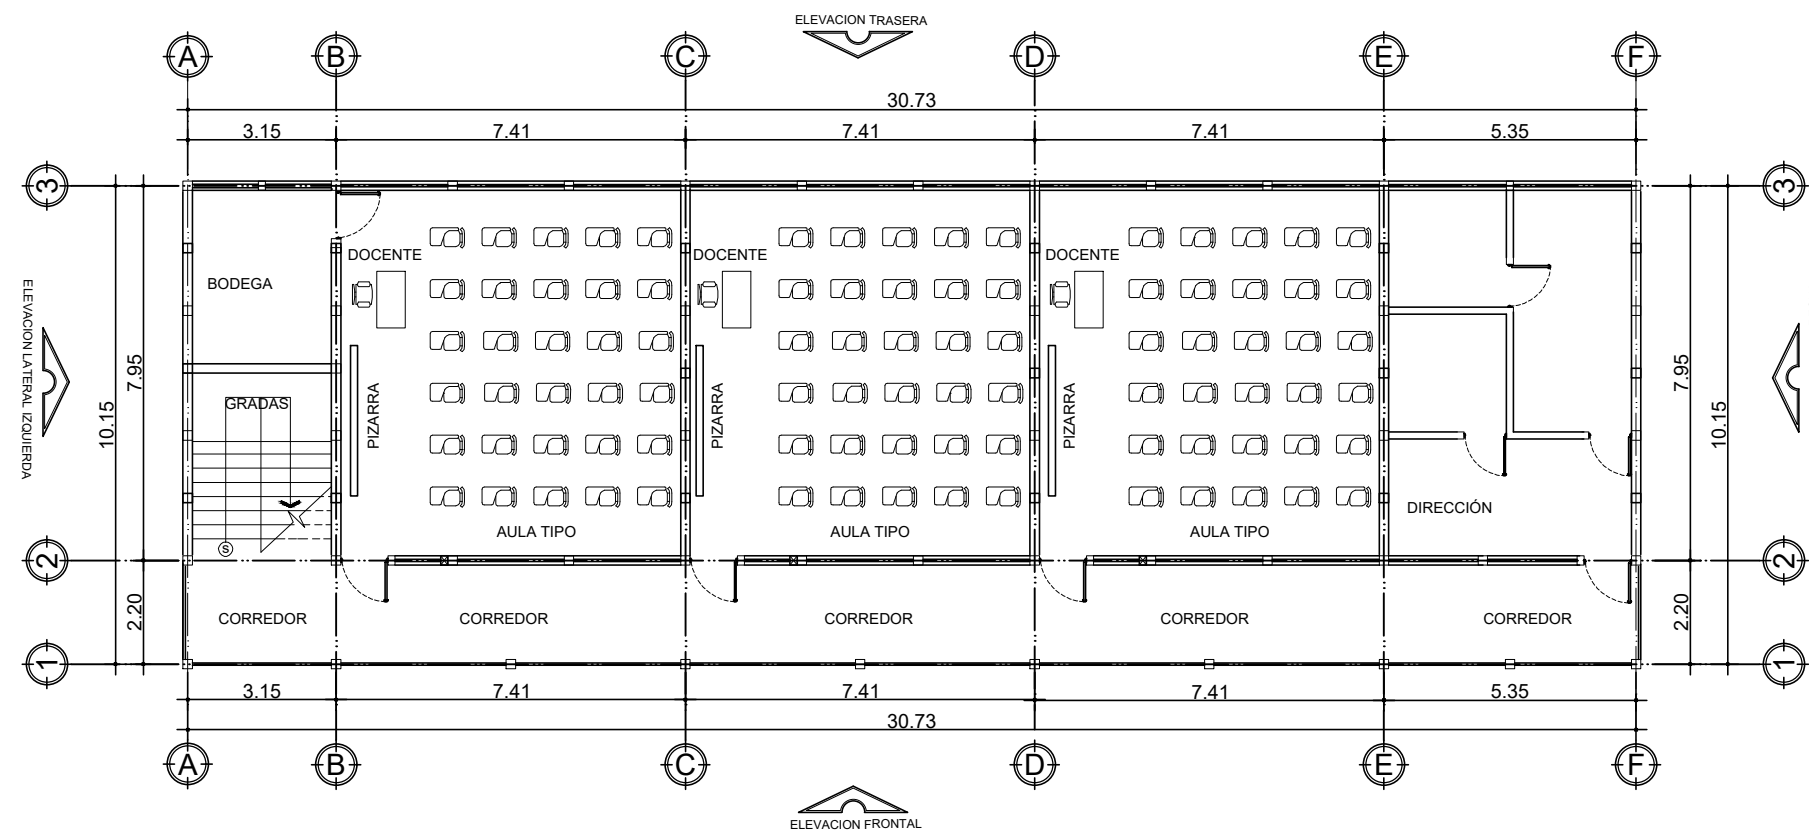 ELEVACION TRASERA
A
B
C
D
E
F
30.73
3.15
7.41
7.41
7.41
5.35
3
3
DOCENTE
DOCENTE
DOCENTE
BODEGA
ELEVACION LATERAL IZQUIERDA
7.95
10.15
7.95
10.15
GRADAS
PIZARRA
PIZARRA
PIZARRA
DIRECCIÓN
AULA TIPO
AULA TIPO
AULA TIPO
S
2
2
2.20
2.20
CORREDOR
CORREDOR
CORREDOR
CORREDOR
CORREDOR
1
1
3.15
7.41
7.41
7.41
5.35
30.73
A
B
C
D
E
F
ELEVACION FRONTAL